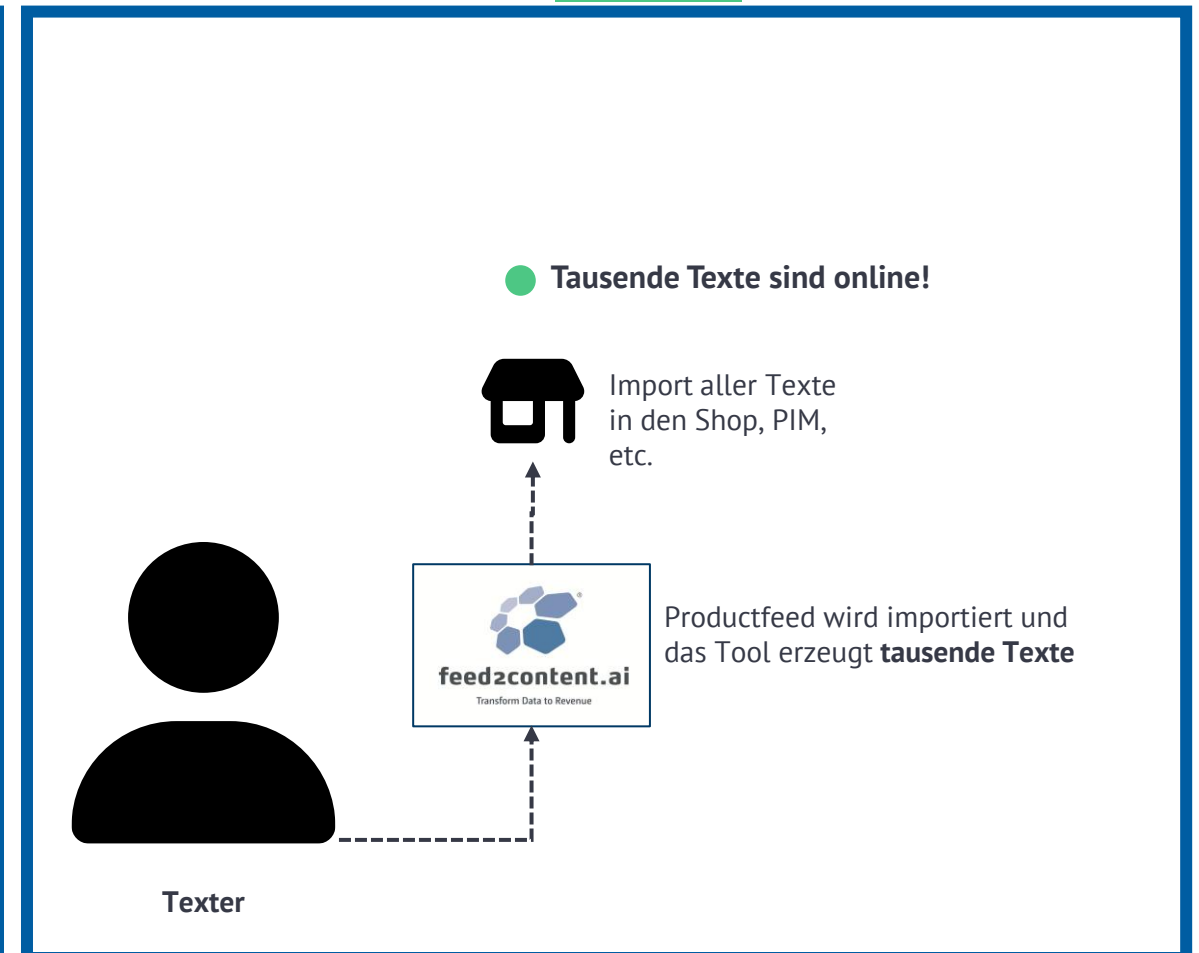 Tausende Texte sind online!
Import aller Texte
in den Shop, PIM,
etc.
®
feed2content.ai
Transform Data to Revenue
Productfeed wird importiert und
das Tool erzeugt tausende Texte
Texter